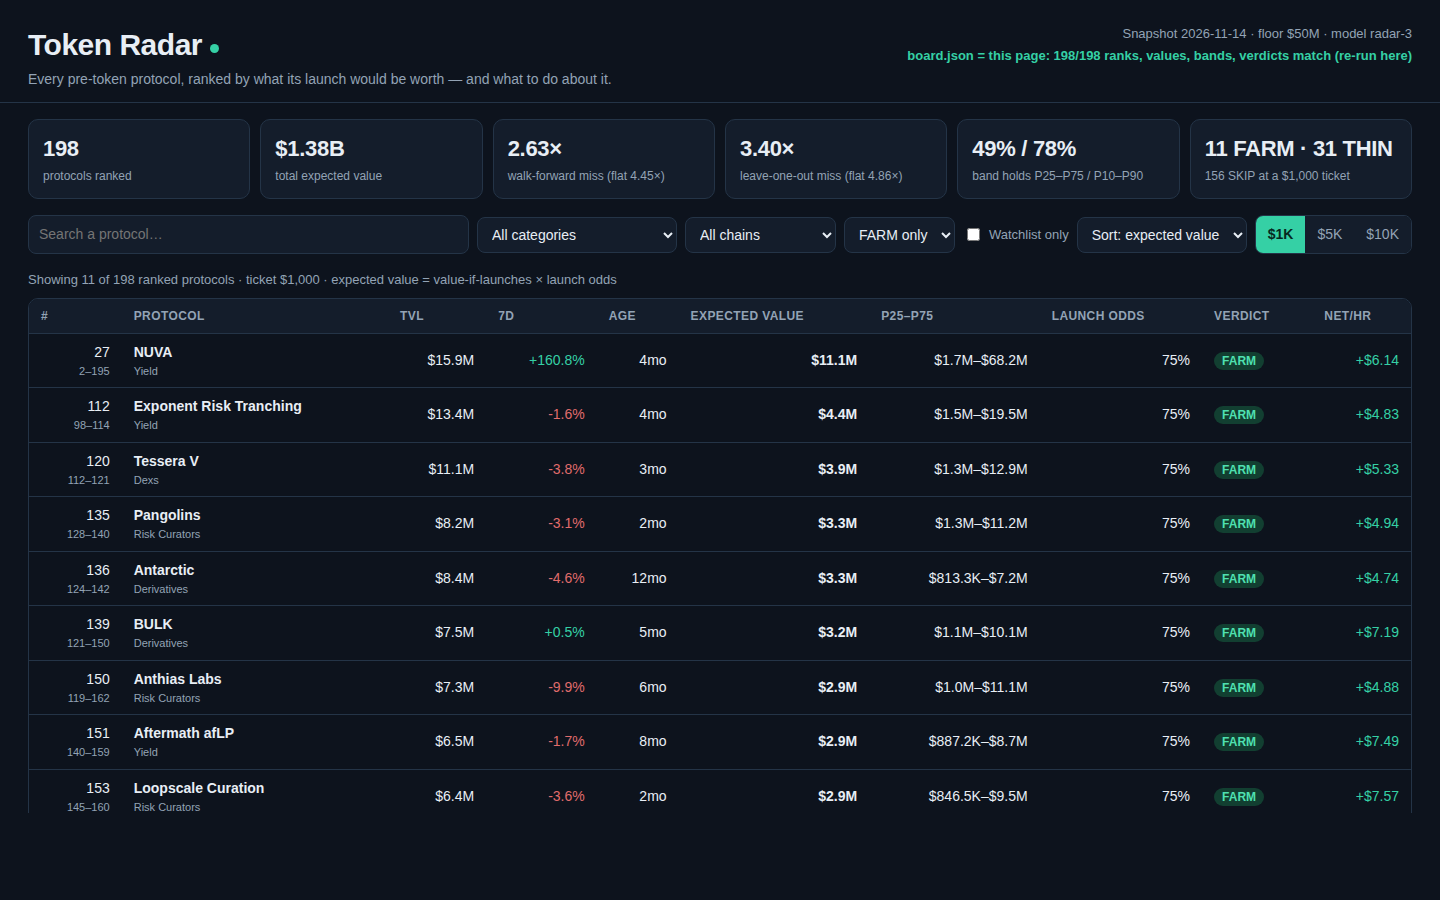 Token Radar
Snapshot 2026-11-14 · floor $50M · model radar-3
board.json = this page: 198/198 ranks, values, bands, verdicts match (re-run here)
Every pre-token protocol, ranked by what its launch would be worth — and what to do about it.
198
protocols ranked
$1.38B
total expected value
2.63×
walk-forward miss (flat 4.45×)
3.40×
leave-one-out miss (flat 4.86×)
49% / 78%
band holds P25–P75 / P10–P90
11 FARM · 31 THIN
156 SKIP at a $1,000 ticket
Search a protocol… All categories All chains FARM only Watchlist only Sort: expected value $1K $5K $10K
Showing 11 of 198 ranked protocols · ticket $1,000 · expected value = value-if-launches × launch odds
# PROTOCOL TVL 7D AGE EXPECTED VALUE P25–P75 LAUNCH ODDS VERDICT NET/HR
27 NUVA $15.9M +160.8% 4mo $11.1M $1.7M–$68.2M 75% FARM +$6.14
2–195 Yield
112 Exponent Risk Tranching $13.4M -1.6% 4mo $4.4M $1.5M–$19.5M 75% FARM +$4.83
98–114 Yield
120 Tessera V $11.1M -3.8% 3mo $3.9M $1.3M–$12.9M 75% FARM +$5.33
112–121 Dexs
135 Pangolins $8.2M -3.1% 2mo $3.3M $1.3M–$11.2M 75% FARM +$4.94
128–140 Risk Curators
136 Antarctic $8.4M -4.6% 12mo $3.3M $813.3K–$7.2M 75% FARM +$4.74
124–142 Derivatives
139 BULK $7.5M +0.5% 5mo $3.2M $1.1M–$10.1M 75% FARM +$7.19
121–150 Derivatives
150 Anthias Labs $7.3M -9.9% 6mo $2.9M $1.0M–$11.1M 75% FARM +$4.88
119–162 Risk Curators
151 Aftermath afLP $6.5M -1.7% 8mo $2.9M $887.2K–$8.7M 75% FARM +$7.49
140–159 Yield
153 Loopscale Curation $6.4M -3.6% 2mo $2.9M $846.5K–$9.5M 75% FARM +$7.57
145–160 Risk Curators